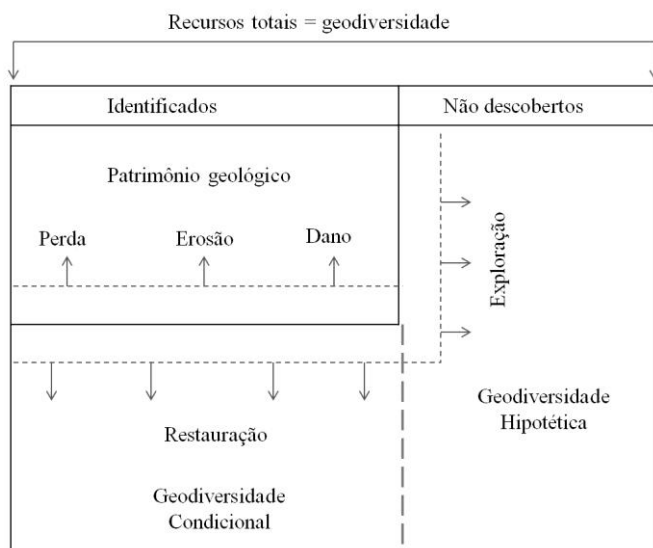 Recursos totais = geodiversidade
Identificados
Não descobertos
Patrimônio geológico
Perda
Erosão
Dano
Exploração
Restauração
Geodiversidade
Condicional
Geodiversidade
Hipotética